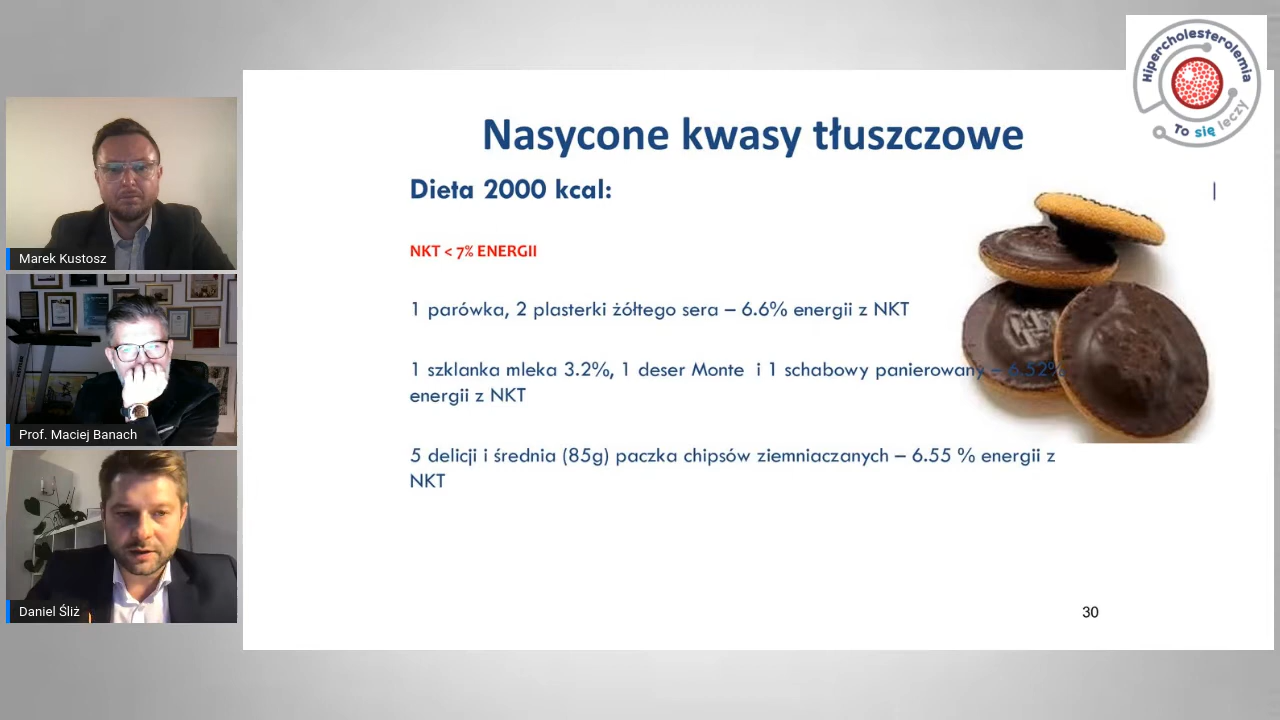 Hipercholesterolemia
To się leczy
Nasycone kwasy tłuszczowe
Dieta 2000 kcal:
NKT < 7% ENERGII
1 parówka, 2 plasterki żółtego sera – 6.6% energii z NKT
1 szklanka mleka 3.2%, 1 deser Monte i 1 schabowy panierowany – 6.52%
energii z NKT
5 delicji i średnia (85g) paczka chipsów ziemniaczanych – 6.55 % energii z
NKT
30
Marek Kustosz
Prof. Maciej Banach
Daniel Śliż